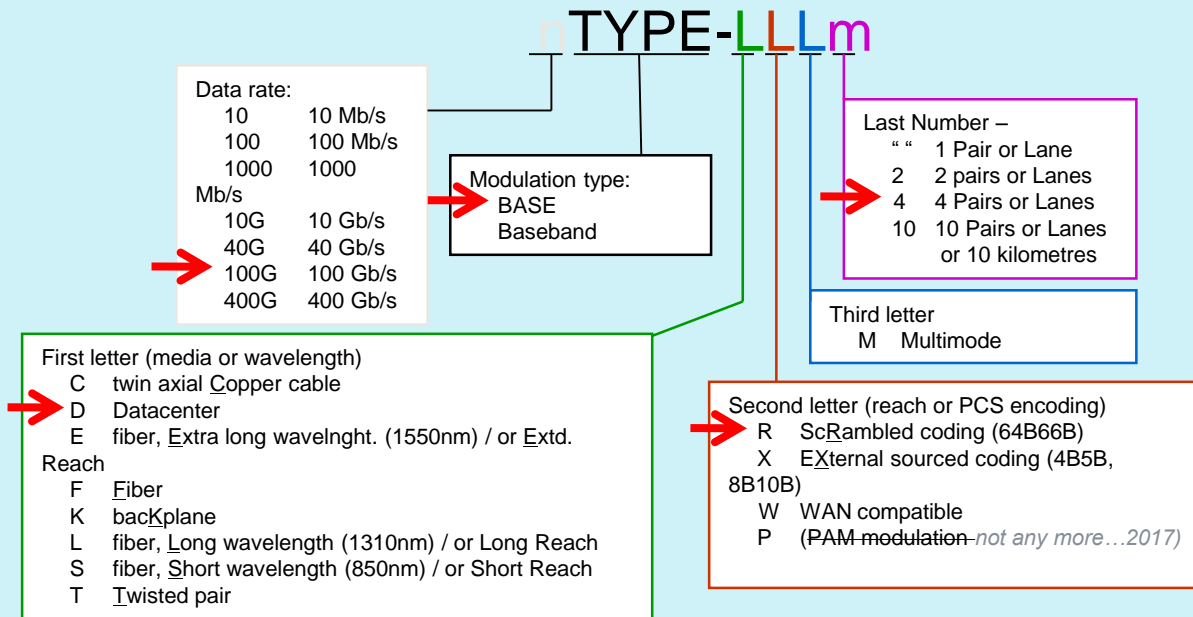 nTYPE-LLLm
Data rate:
10 10 Mb/s
100 100 Mb/s
1000 1000
Mb/s
10G 10 Gb/s
40G 40 Gb/s
100G 100 Gb/s
400G 400 Gb/s
Modulation type:
BASE
Baseband
Last Number –
“ “ 1 Pair or Lane
2 2 pairs or Lanes
4 4 Pairs or Lanes
10 10 Pairs or Lanes
or 10 kilometres
Third letter
M Multimode
First letter (media or wavelength)
C twin axial Copper cable
D Datacenter
E fiber, Extra long wavelnght. (1550nm) / or Extd.
Reach
F Fiber
K bacKplane
L fiber, Long wavelength (1310nm) / or Long Reach
S fiber, Short wavelength (850nm) / or Short Reach
T Twisted pair
Second letter (reach or PCS encoding)
R ScRambled coding (64B66B)
X EXternal sourced coding (4B5B,
8B10B)
W WAN compatible
P (PAM modulation not any more…2017)